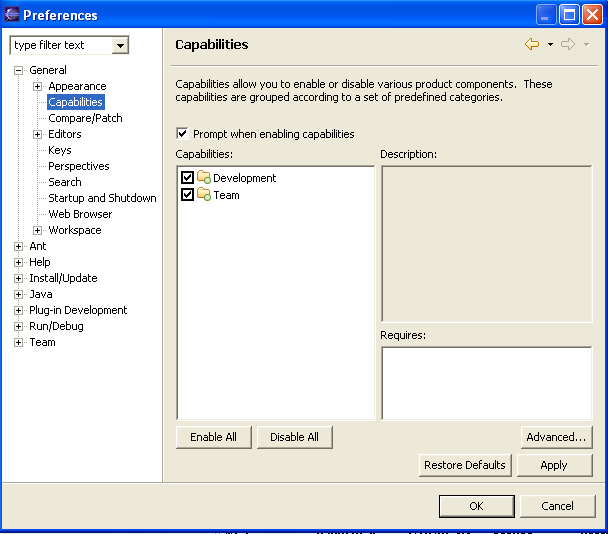 Preferences
type filter text
Capabilities
General
Appearance
Capabilities
Compare/Patch
Editors
Keys
Perspectives
Search
Startup and Shutdown
Web Browser
Workspace
Ant
Help
Install/Update
Java
Plug-in Development
Run/Debug
Team
Capabilities allow you to enable or disable various product components. These
capabilities are grouped according to a set of predefined categories.
Prompt when enabling capabilities
Capabilities:
Description:
Development
Team
Requires:
Enable All
Disable All
Advanced...
Restore Defaults
Apply
OK
Cancel